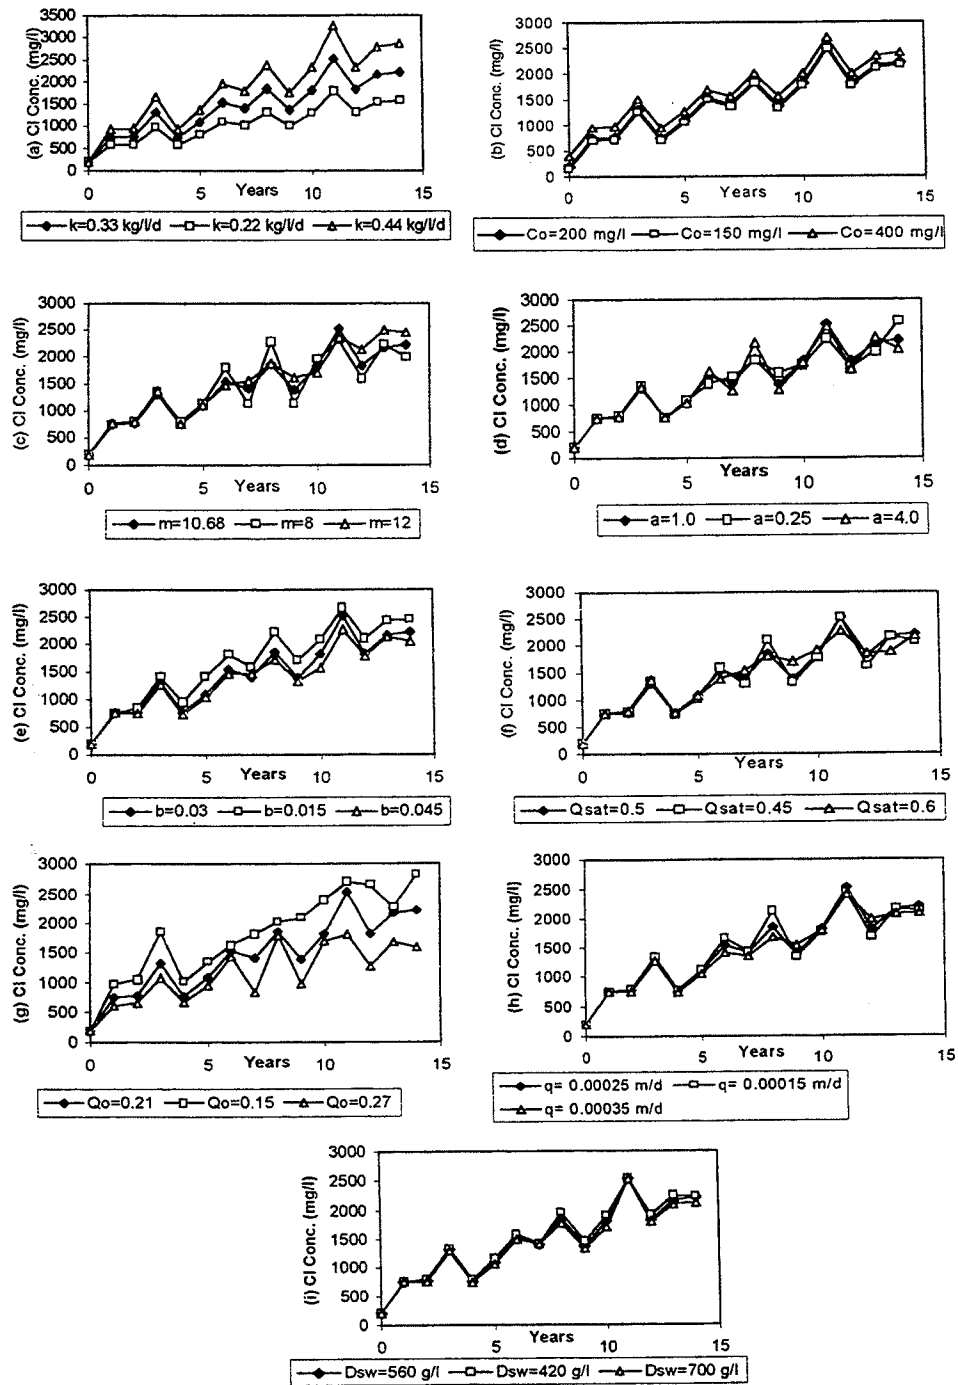 3500
3000
2500
2000
1500
1000
500
0
(a) Cl Conc. (mg/l)
0 5 10 15
Years
k=0.33 kg/l/d k=0.22 kg/l/d k=0.44 kg/l/d
3000
2500
2000
1500
1000
500
0
(b) Cl Conc. (mg/l)
0 5 10 15
Years
Co=200 mg/l Co=150 mg/l Co=400 mg/l
3000
2500
2000
1500
1000
500
0
(c) Cl Conc. (mg/l)
0 5 10 15
Years
m=10.68 m=8 m=12
3000
2500
2000
1500
1000
500
0
(d) Cl Conc. (mg/l)
0 5 10 15
Years
a=1.0 a=0.25 a=4.0
3000
2500
2000
1500
1000
500
0
(e) Cl Conc. (mg/l)
0 5 10 15
Years
b=0.03 b=0.015 b=0.045
3000
2500
2000
1500
1000
500
0
(f) Cl Conc. (mg/l)
0 5 10 15
Years
Qsat=0.5 Qsat=0.45 Qsat=0.6
3000
2500
2000
1500
1000
500
0
(g) Cl Conc. (mg/l)
0 5 10 15
Years
Qo=0.21 Qo=0.15 Qo=0.27
3000
2500
2000
1500
1000
500
0
(h) Cl Conc. (mg/l)
0 5 10 15
Years
q= 0.00025 m/d q= 0.00015 m/d
q= 0.00035 m/d
3000
2500
2000
1500
1000
500
0
(i) Cl Conc. (mg/l)
0 5 10 15
Years
Dsw=560 g/l Dsw=420 g/l Dsw=700 g/l